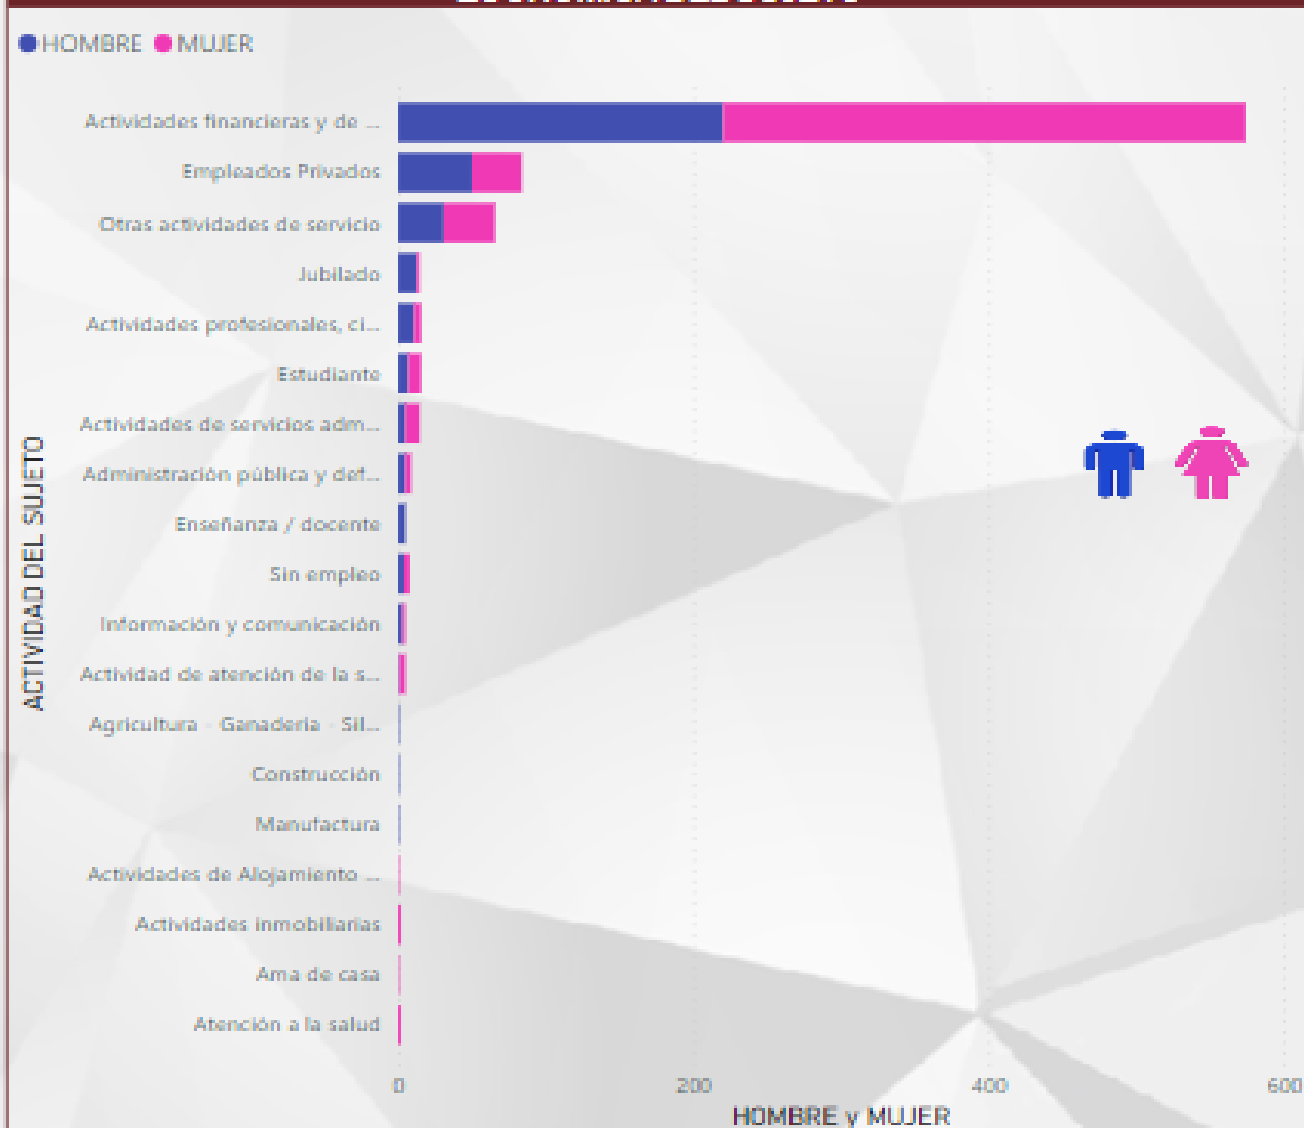 HOMBRE MUJER
Actividades financieras y de ...
Empleados Privados
Otras actividades de servicio
Jubilado
Actividades profesionales, ci...
Estudiante
Actividades de servicios adm...
Administración pública y def...
Enseñanza / docente
Sin empleo
Información y comunicación
Actividad de atención de la s...
Agricultura - Ganaderia - Sil...
Construcción
Manufactura
Actividades de Alojamiento ...
Actividades inmobiliarias
Ama de casa
Atención a la salud
ACTIVIDAD DEL SUJETO
0 200 400 600
HOMBRE y MUJER